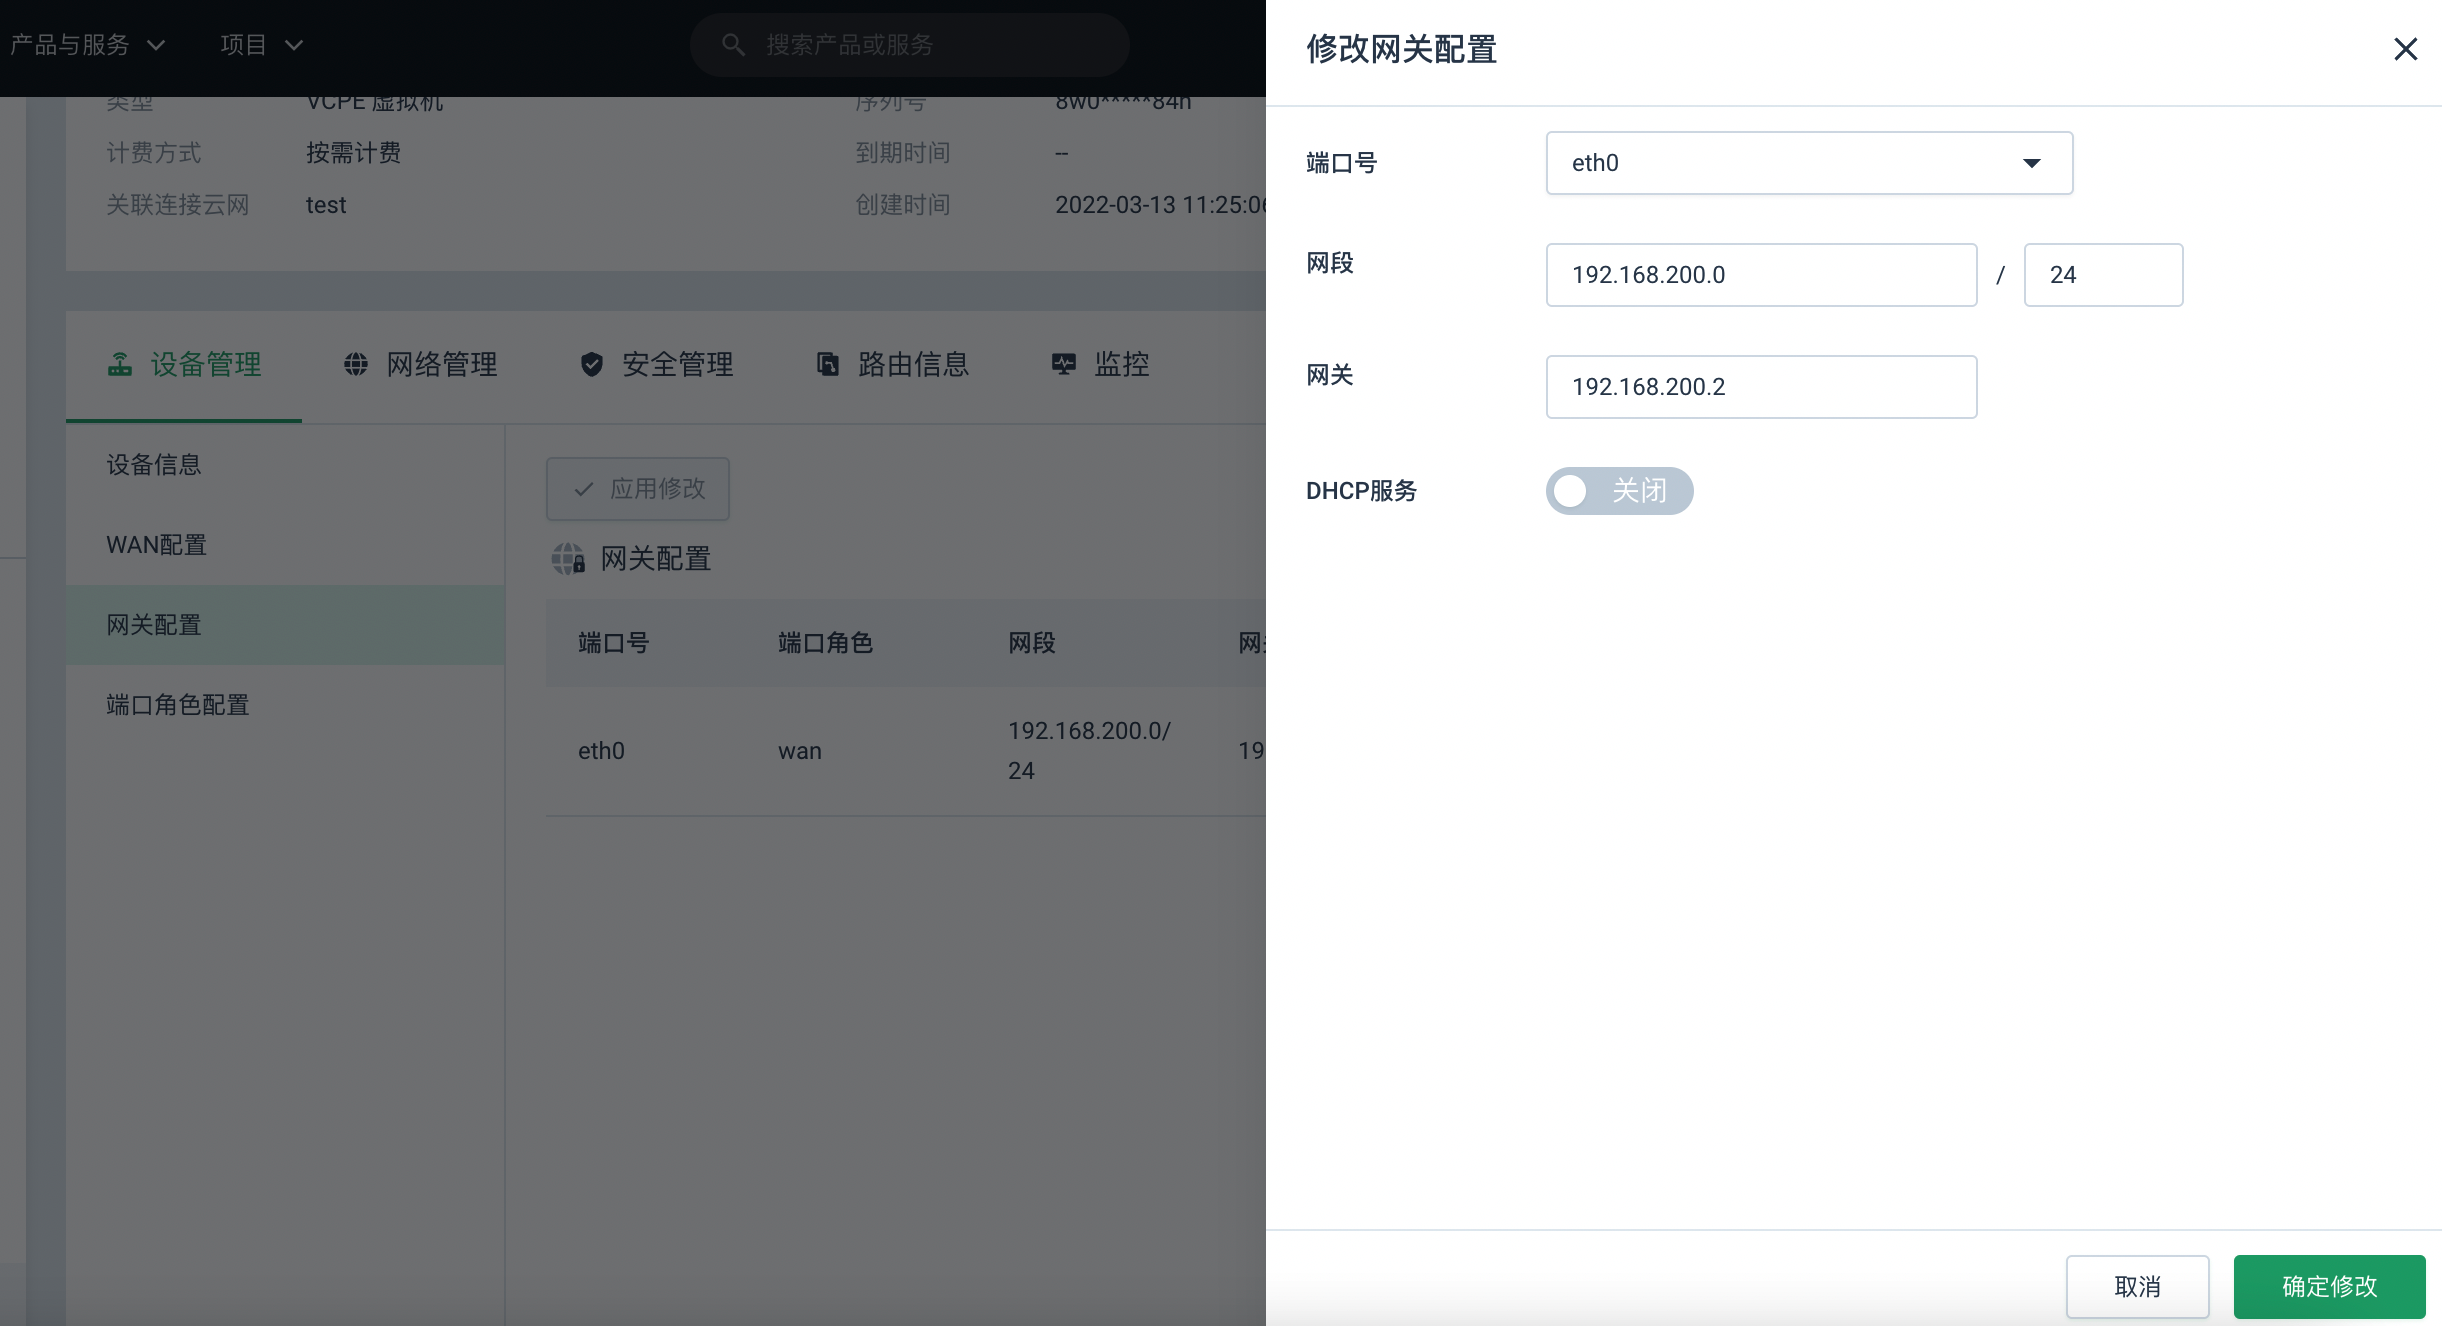 产品与服务
项目
搜索产品或服务
类型
VCPE 虚拟机
序列号
8w0*****84h
计费方式
按需计费
到期时间
--
关联连接云网
test
创建时间
2022-03-13 11:25:06
设备管理
网络管理
安全管理
路由信息
监控
设备信息
WAN配置
网关配置
端口角色配置
应用修改
网关配置
端口号
端口角色
网段
网关
eth0
wan
192.168.200.0/
24
19
修改网关配置
端口号
eth0
网段
192.168.200.0
/
24
网关
192.168.200.2
DHCP服务
关闭
取消
确定修改